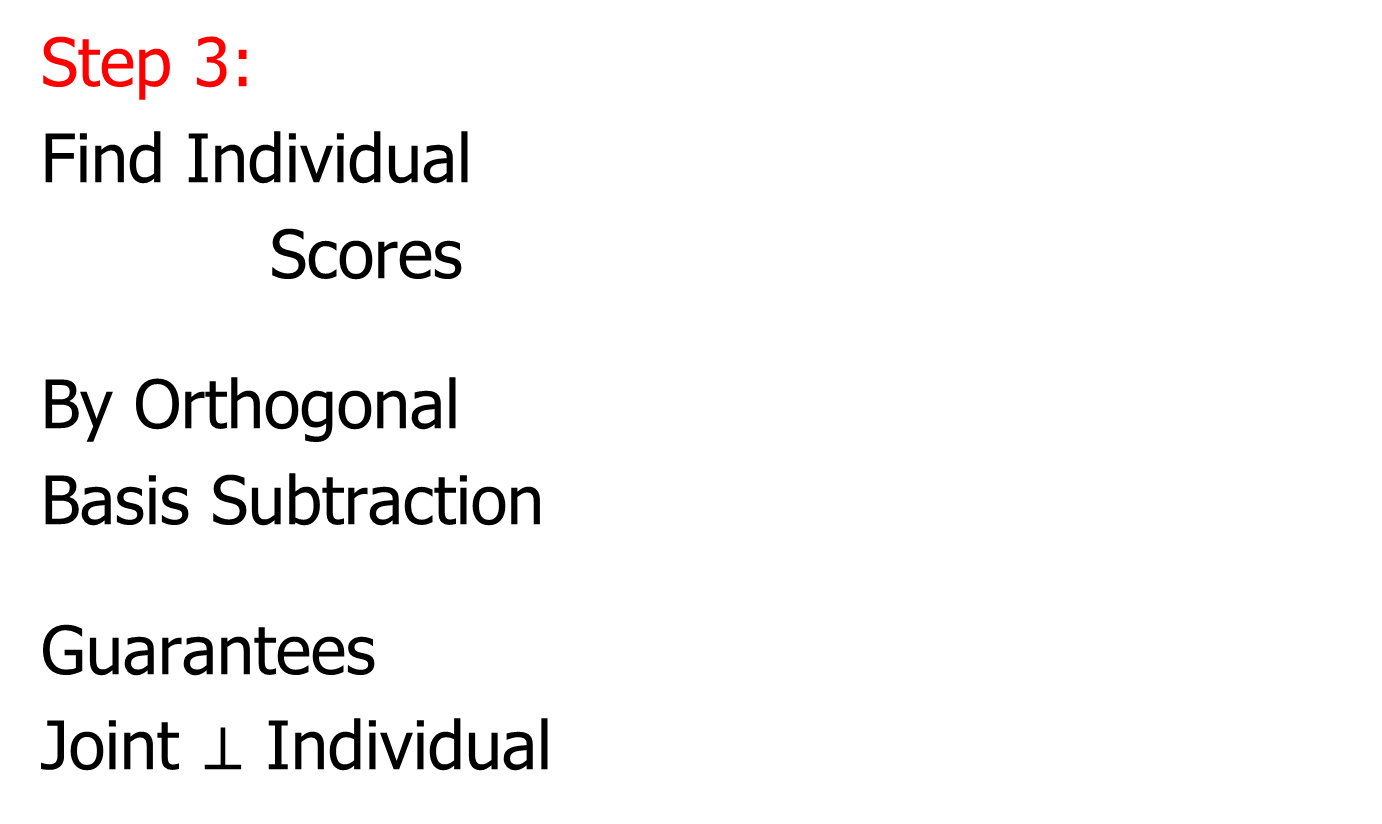 Step 3:
Find Individual
Scores
By Orthogonal
Basis Subtraction
Guarantees
Joint ⊥ Individual